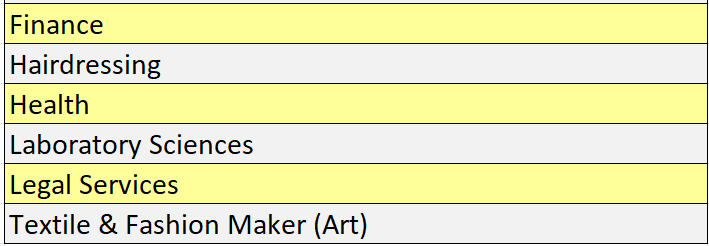 Finance
Hairdressing
Health
Laboratory Sciences
Legal Services
Textile & Fashion Maker (Art)